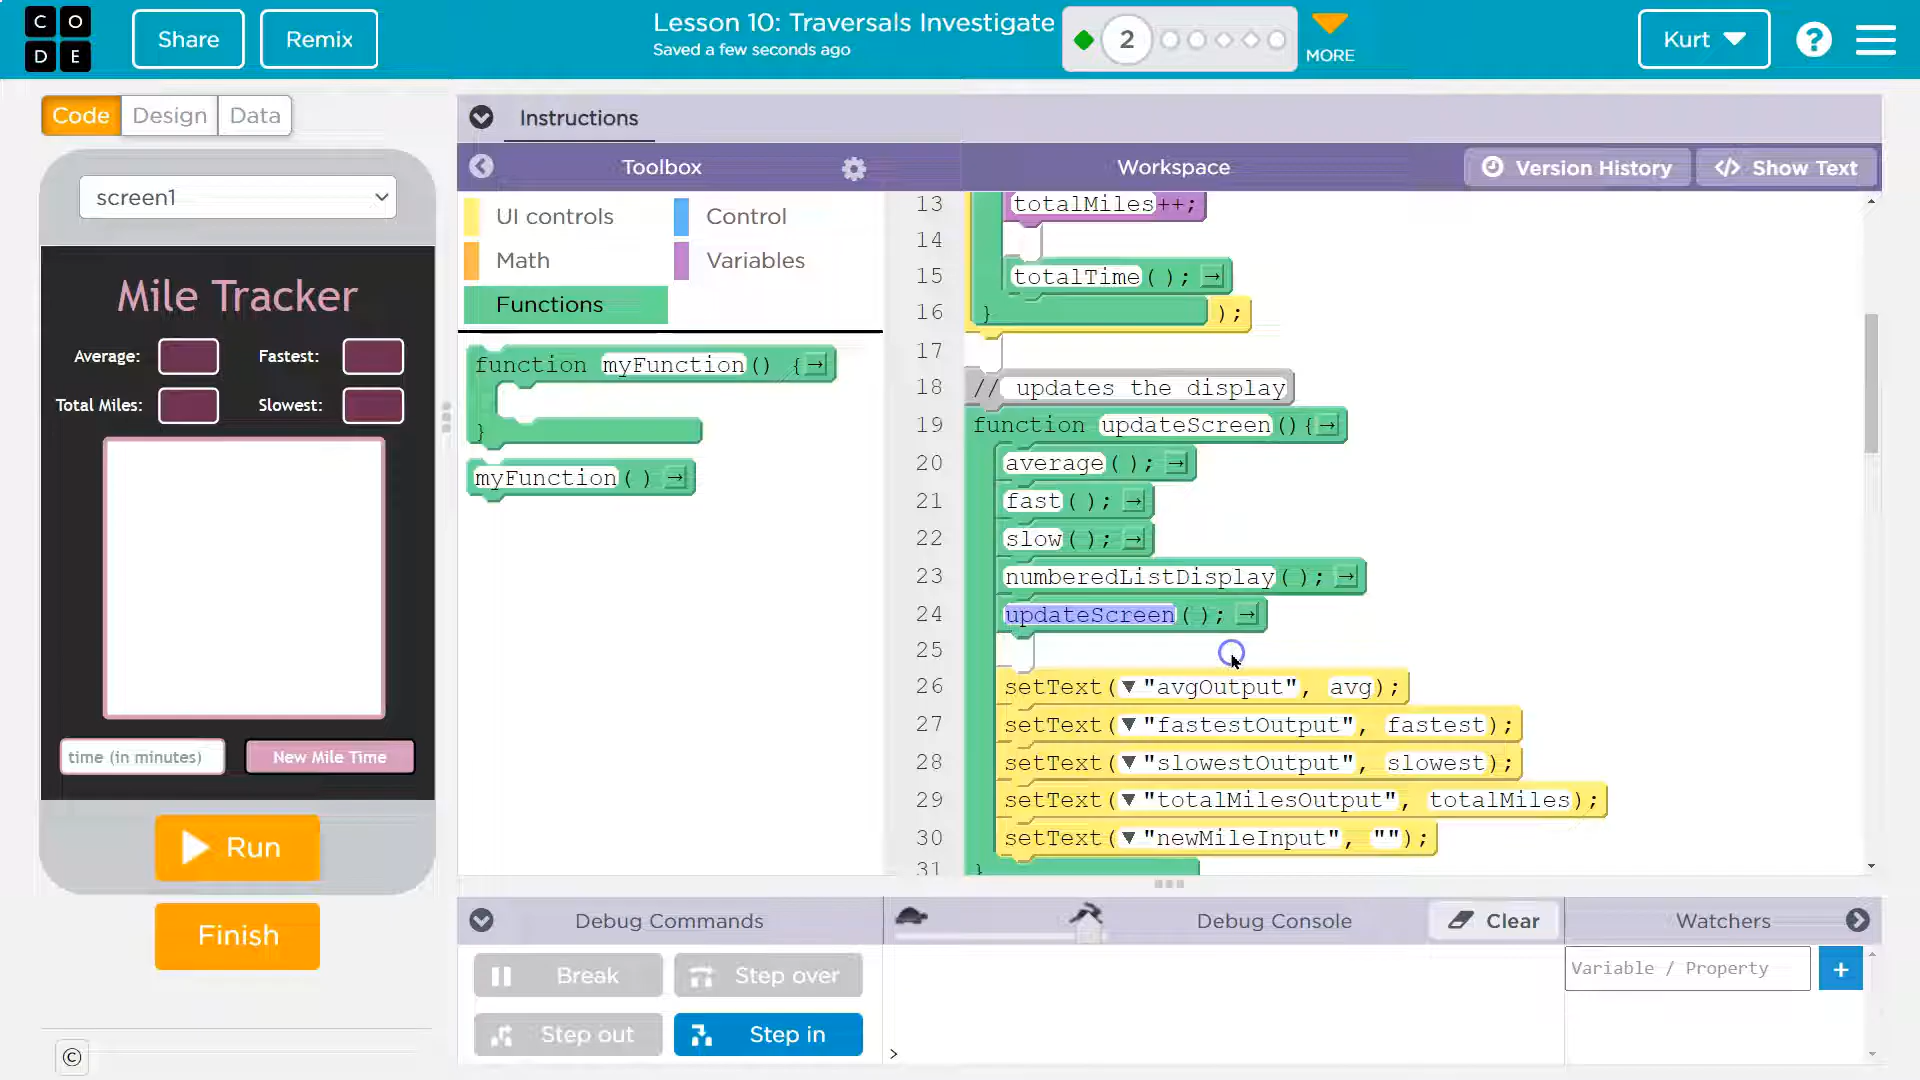 C O
D E
Share
Remix
Lesson 10: Traversals Investigate
Saved a few seconds ago
2
MORE
Kurt
?
Code
Design
Data
Instructions
Toolbox
Workspace
Version History
</> Show Text
screen1
Mile Tracker
Average:
Fastest:
Total Miles:
Slowest:
time (in minutes)
New Mile Time
Run
Finish
©
UI controls
Control
Math
Variables
Functions
function myFunction() {→
}
myFunction() →
13 totalMiles++;
14
15 totalTime(); →
16 } );
17
18 // updates the display
19 function updateScreen(){→
20 average(); →
21 fast(); →
22 slow(); →
23 numberedListDisplay(); →
24 updateScreen(); →
25
26 setText(▼"avgOutput", avg);
27 setText(▼"fastestOutput", fastest);
28 setText(▼"slowestOutput", slowest);
29 setText(▼"totalMilesOutput", totalMiles);
30 setText(▼"newMileInput", "");
31 }
Debug Commands
Debug Console
Clear
Watchers
Break
Step over
Step out
Step in
>
Variable / Property
+